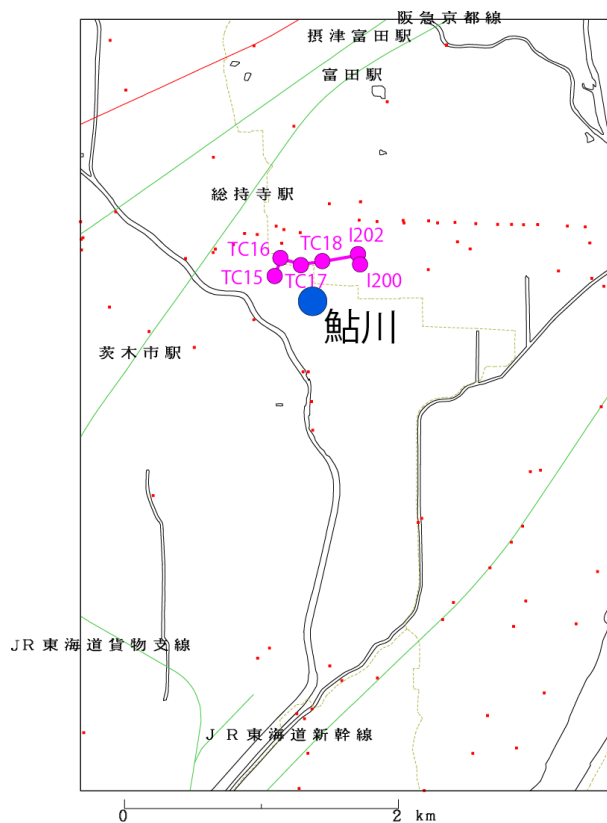 阪急京都線
摂津富田駅
富田駅
総持寺駅
I202
TC16
TC18
TC15
TC17
I200
鮎川
茨木市駅
JR東海道貨物支線
JR東海道新幹線
0
2 km